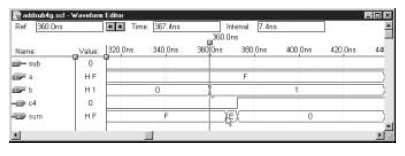 addsub4g.scf - Waveform Editor
Ref: 360.0ns Time: 367.4ns Interval: 7.4ns
360.0ns
Name: Value: 320.0ns 340.0ns 360.0ns 380.0ns 400.0ns 420.0ns 44
sub 0
a H F F
b H 1 0 1
c4 0
sum H F F 0